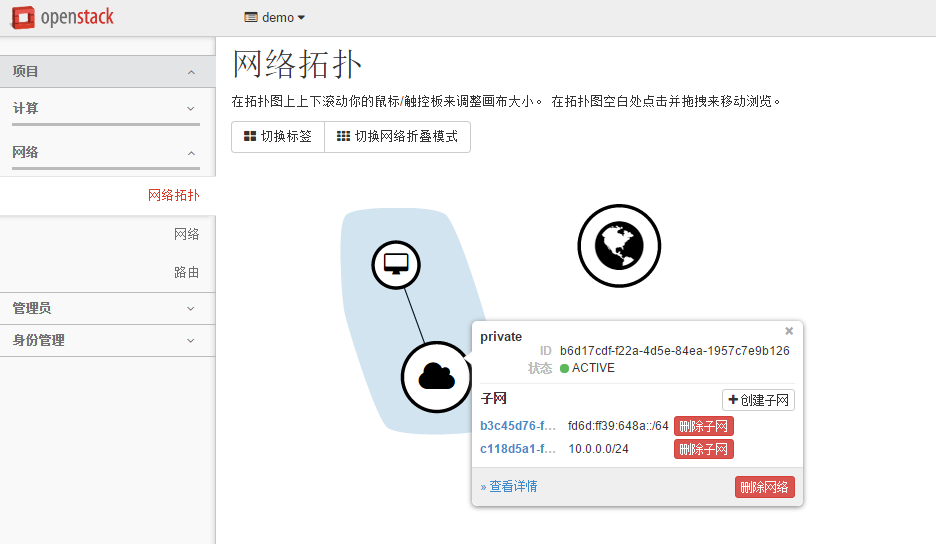 openstack
demo
项目
计算
网络
网络拓扑
网络
路由
管理员
身份管理
网络拓扑
在拓扑图上上下滚动你的鼠标/触控板来调整画布大小。 在拓扑图空白处点击并拖拽来移动浏览。
切换标签 切换网络折叠模式
private
ID b6d17cdf-f22a-4d5e-84ea-1957c7e9b126
状态 ACTIVE
子网 +创建子网
b3c45d76-f... fd6d:ff39:648a::/64 删除子网
c118d5a1-f... 10.0.0.0/24 删除子网
» 查看详情 删除网络